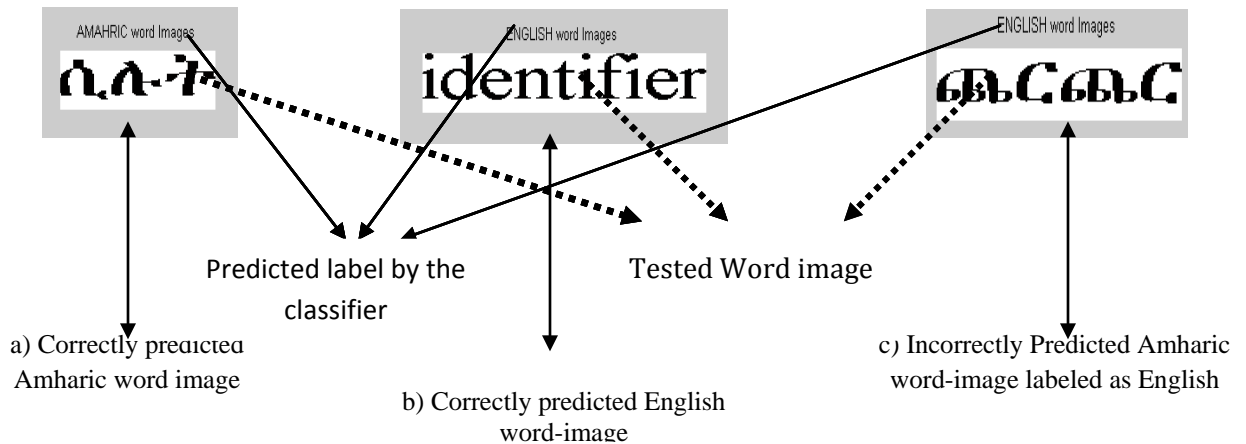 AMAHRIC word Images
ሲሉት
ENGLISH word Images
identifier
ENGLISH word Images
ጨርጨር
Predicted label by the
classifier
Tested Word image
a) Correctly predicted
Amharic word image
b) Correctly predicted English
word-image
c) Incorrectly Predicted Amharic
word-image labeled as English